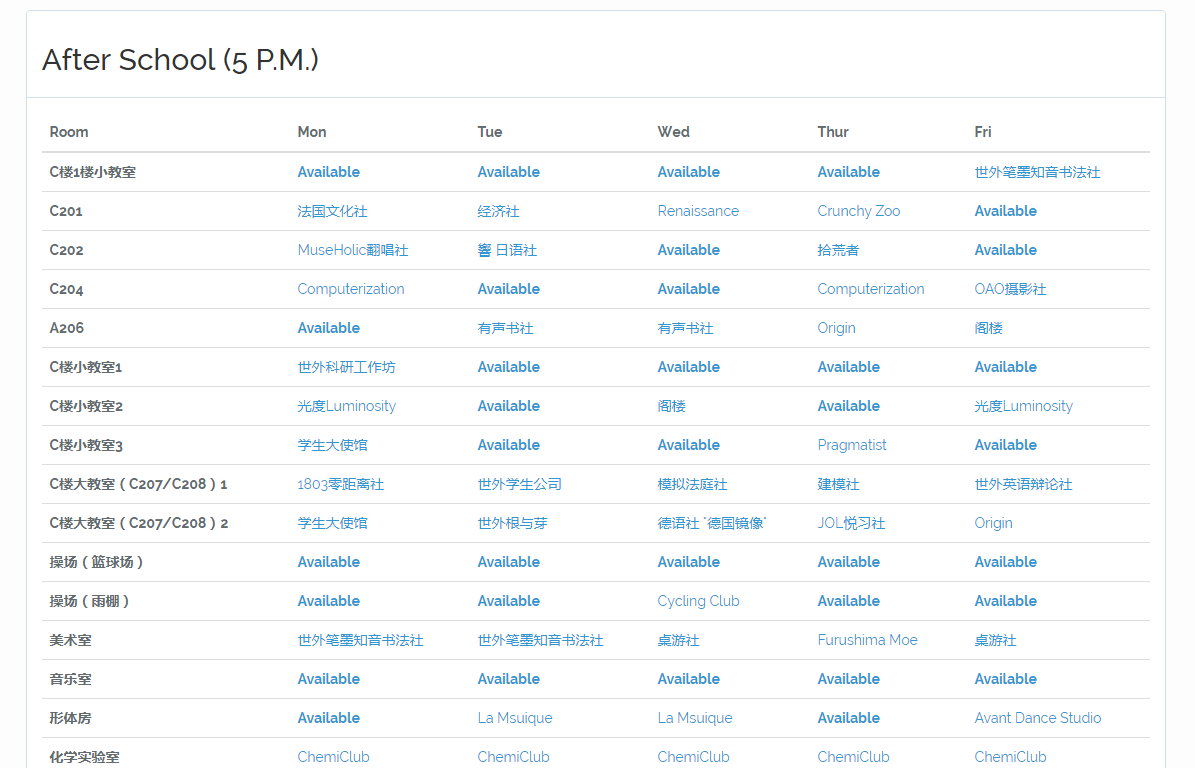 After School (5 P.M.)
Room Mon Tue Wed Thur Fri
C楼1楼小教室 Available Available Available Available 世外笔墨知音书法社
C201 法国文化社 经济社 Renaissance Crunchy Zoo Available
C202 MuseHolic翻唱社 響 日语社 Available 拾荒者 Available
C204 Computerization Available Available Computerization OAO摄影社
A206 Available 有声书社 有声书社 Origin 阁楼
C楼小教室1 世外科研工作坊 Available Available Available Available
C楼小教室2 光度Luminosity Available 阁楼 Available 光度Luminosity
C楼小教室3 学生大使馆 Available Available Pragmatist Available
C楼大教室（C207/C208）1 1803零距离社 世外学生公司 模拟法庭社 建模社 世外英语辩论社
C楼大教室（C207/C208）2 学生大使馆 世外根与芽 德语社 "德国镜像" JOL悦习社 Origin
操场（篮球场） Available Available Available Available Available
操场（雨棚） Available Available Cycling Club Available Available
美术室 世外笔墨知音书法社 世外笔墨知音书法社 桌游社 Furushima Moe 桌游社
音乐室 Available Available Available Available Available
形体房 Available La Msuique La Msuique Available Avant Dance Studio
化学实验室 ChemiClub ChemiClub ChemiClub ChemiClub ChemiClub